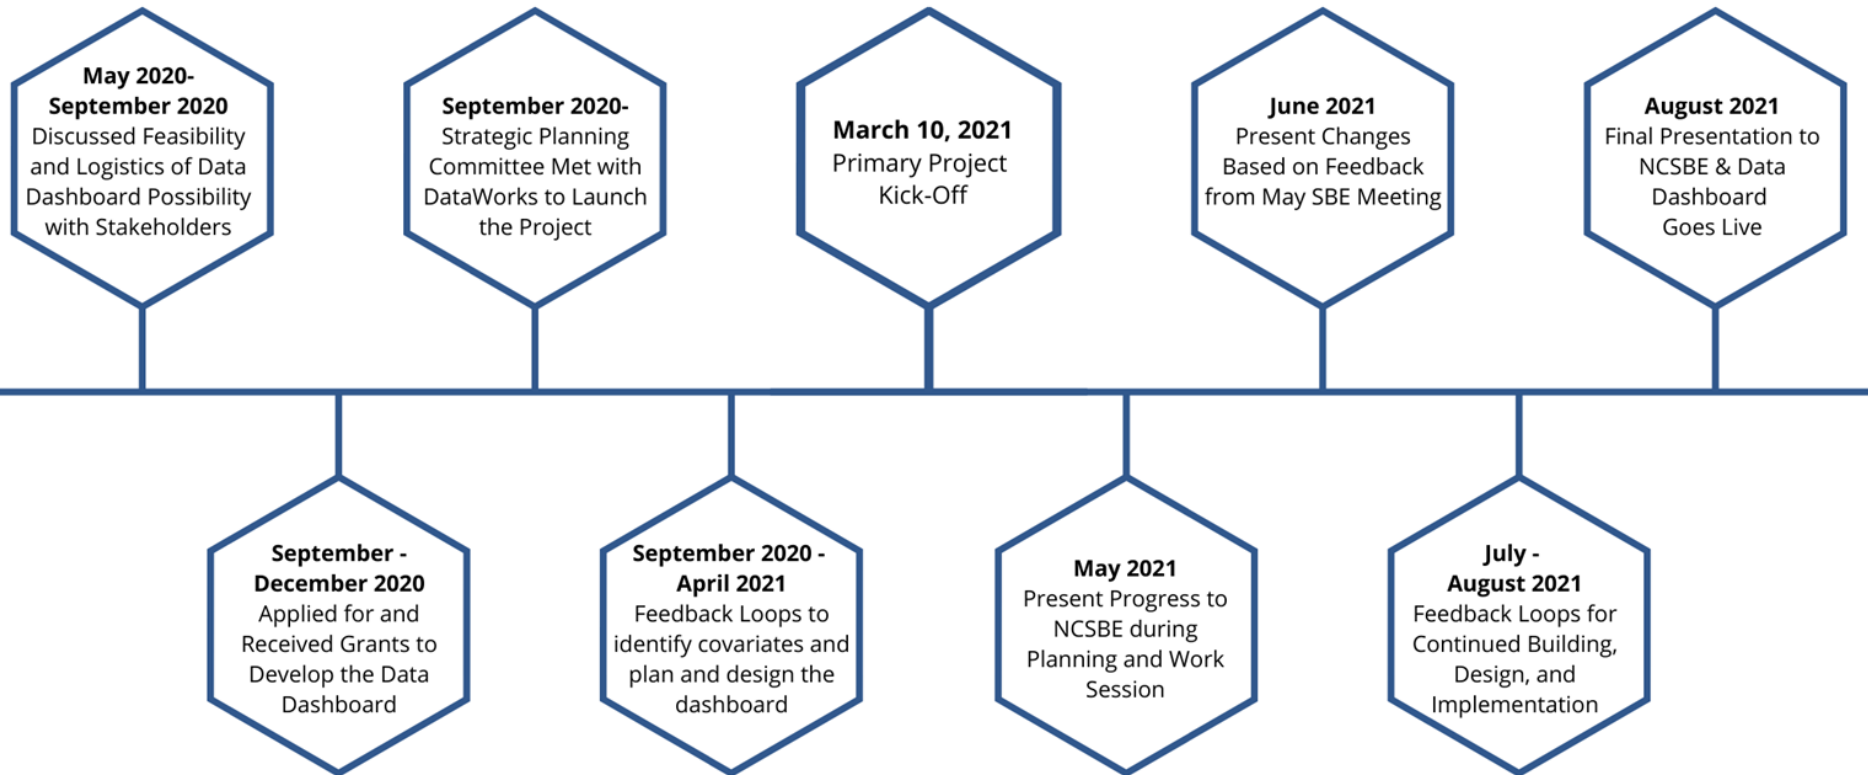 May 2020-
September 2020
Discussed Feasibility
and Logistics of Data
Dashboard Possibility
with Stakeholders
September -
December 2020
Applied for and
Received Grants to
Develop the Data
Dashboard
September 2020-
Strategic Planning
Committee Met with
DataWorks to Launch
the Project
September 2020 -
April 2021
Feedback Loops to
identify covariates and
plan and design the
dashboard
March 10, 2021
Primary Project
Kick-Off
May 2021
Present Progress to
NCSBE during
Planning and Work
Session
June 2021
Present Changes
Based on Feedback
from May SBE Meeting
July -
August 2021
Feedback Loops for
Continued Building,
Design, and
Implementation
August 2021
Final Presentation to
NCSBE & Data
Dashboard
Goes Live